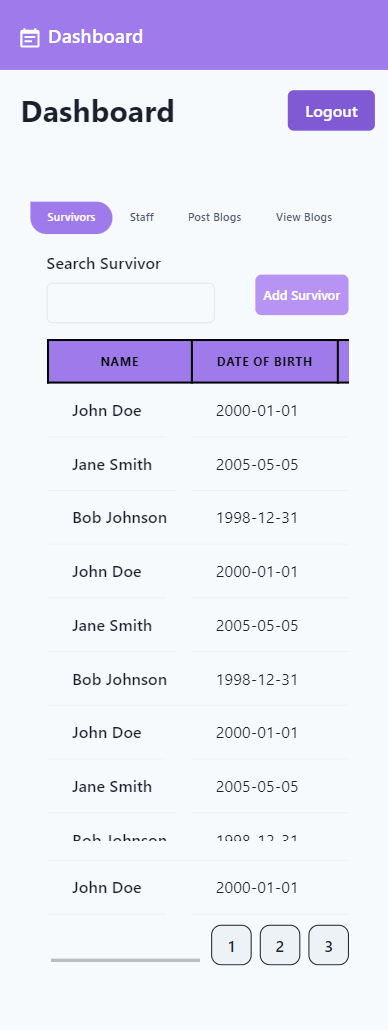 Dashboard
Dashboard
Logout
Survivors Staff Post Blogs View Blogs
Search Survivor
Add Survivor
NAME DATE OF BIRTH
John Doe 2000-01-01
Jane Smith 2005-05-05
Bob Johnson 1998-12-31
John Doe 2000-01-01
Jane Smith 2005-05-05
Bob Johnson 1998-12-31
John Doe 2000-01-01
Jane Smith 2005-05-05
Bob Johnson 1998-12-31
John Doe 2000-01-01
1 2 3